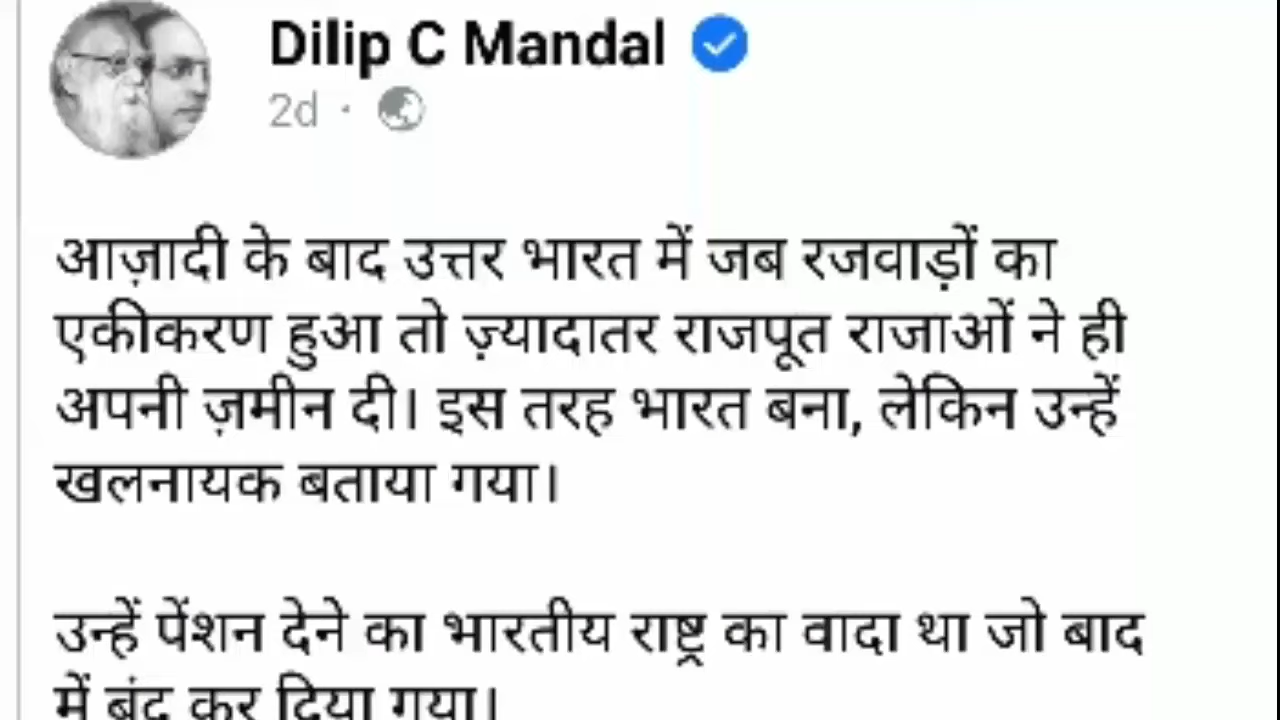 Dilip C Mandal
2d ·
आज़ादी के बाद उत्तर भारत में जब रजवाड़ों का
एकीकरण हुआ तो ज़्यादातर राजपूत राजाओं ने ही
अपनी ज़मीन दी। इस तरह भारत बना, लेकिन उन्हें
खलनायक बताया गया।
उन्हें पेंशन देने का भारतीय राष्ट्र का वादा था जो बाद
में बंद कर दिया गया।